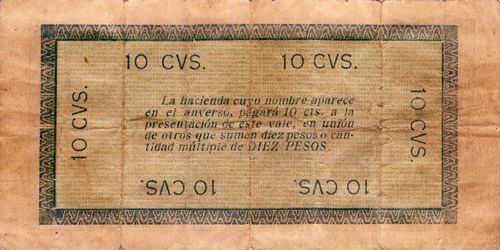 10 CVS. 10 CVS.
10 CVS.
La hacienda cuyo nombre aparece
en el anverso, pagará 10 cts. a la
presentación de este vale, en unión
de otros que sumen diez pesos o can-
tidad múltiple de DIEZ PESOS.
10 CVS
10 CVS 10 CVS.